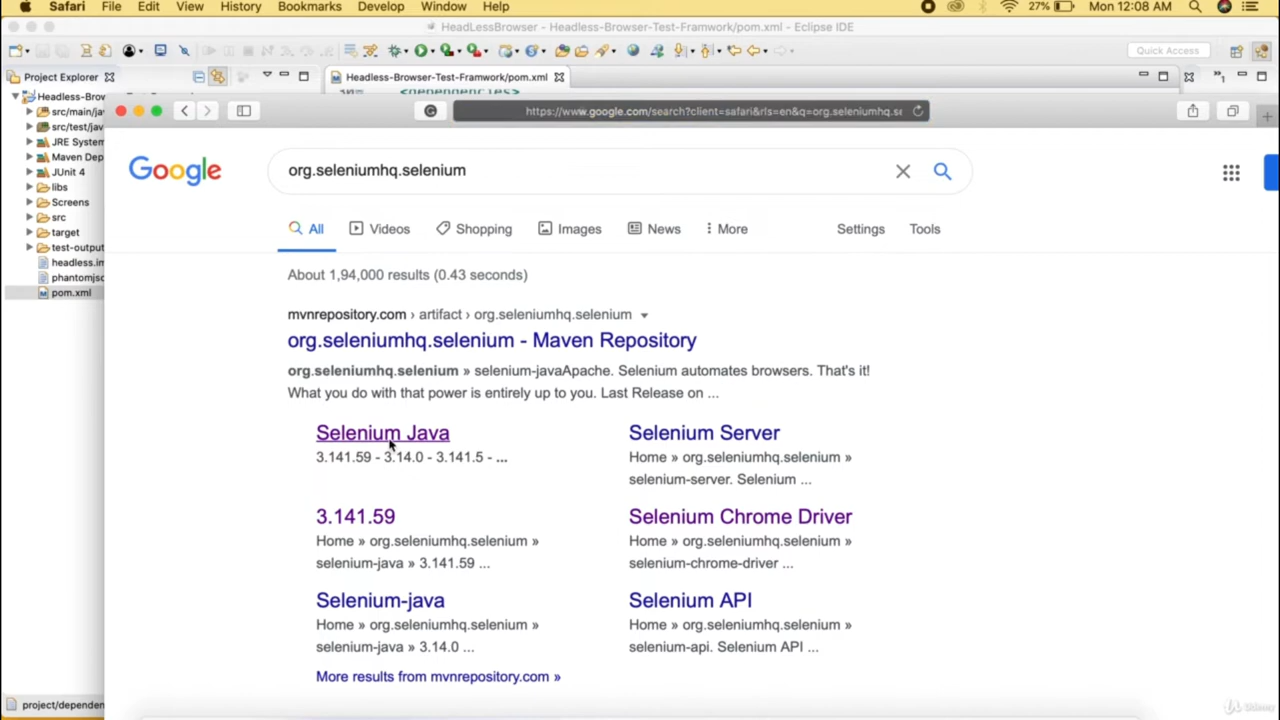 Safari File Edit View History Bookmarks Develop Window Help 27% Mon 12:08 AM
HeadLessBrowser - Headless-Browser-Test-Framwork/pom.xml - Eclipse IDE
Quick Access
Project Explorer
Headless-Browser-Test-Framwork/pom.xml
Headless-Brow
<dependencies>
src/main/ja
https://www.google.com/search?client=safari&rls=en&q=org.seleniumhq.se
src/test/jav
JRE System
Maven Dep
JUnit 4
libs
Screens
src
target
test-output
headless.im
phantomjsc
pom.xml
Google
org.seleniumhq.selenium
All Videos Shopping Images News More Settings Tools
About 1,94,000 results (0.43 seconds)
mvnrepository.com › artifact › org.seleniumhq.selenium
org.seleniumhq.selenium - Maven Repository
org.seleniumhq.selenium » selenium-javaApache. Selenium automates browsers. That's it!
What you do with that power is entirely up to you. Last Release on ...
Selenium Java
3.141.59 - 3.14.0 - 3.141.5 - ...
Selenium Server
Home » org.seleniumhq.selenium »
selenium-server. Selenium ...
3.141.59
Home » org.seleniumhq.selenium »
selenium-java » 3.141.59 ...
Selenium Chrome Driver
Home » org.seleniumhq.selenium »
selenium-chrome-driver ...
Selenium-java
Home » org.seleniumhq.selenium »
selenium-java » 3.14.0 ...
Selenium API
Home » org.seleniumhq.selenium »
selenium-api. Selenium API ...
More results from mvnrepository.com »
project/dependen
Udemy